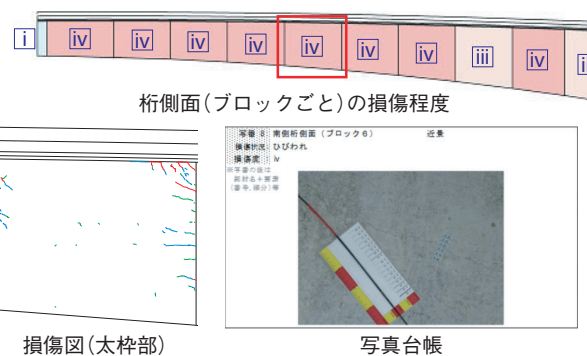 i iv iv iv iv iv iv iv iii iv
桁側面(ブロックごと)の損傷程度
写番 8 南側桁側面(ブロック6) 近景
損傷状況 ひびわれ
損傷度 iv
損傷図(太枠部)
写真台帳